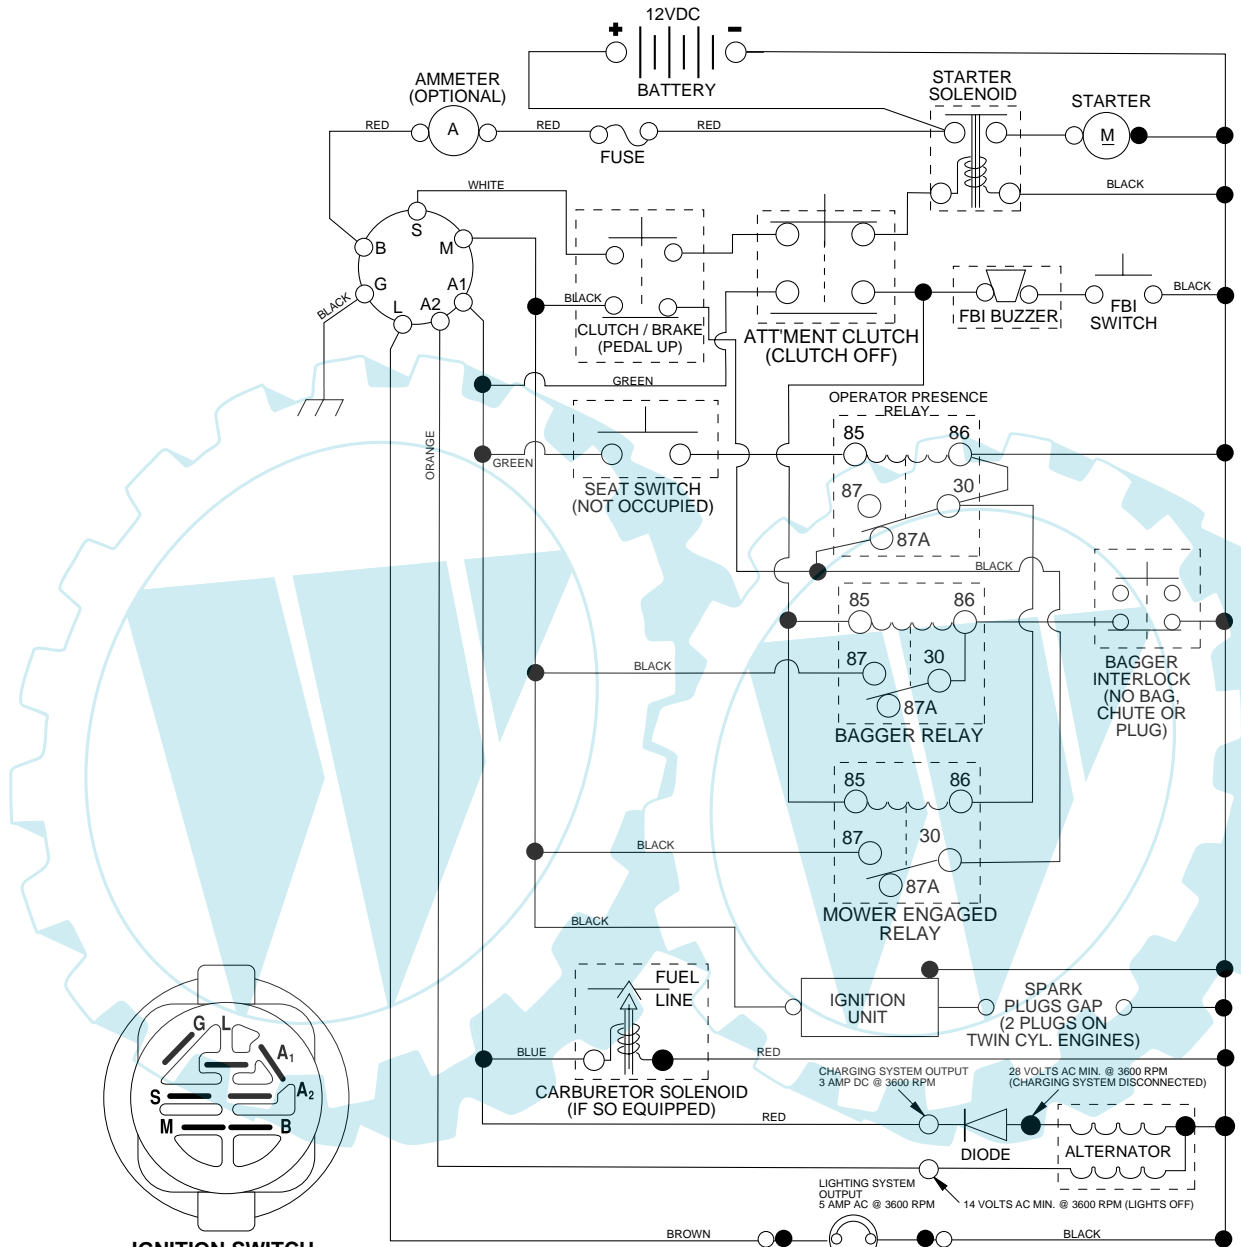 12VDC
+
-
BATTERY
AMMETER
(OPTIONAL)
STARTER
SOLENOID
STARTER
RED
A
RED
FUSE
RED
M
WHITE
BLACK
S
M
B
G
A1
A2
L
BLACK
BLACK
CLUTCH / BRAKE
(PEDAL UP)
ATT'MENT CLUTCH
(CLUTCH OFF)
FBI BUZZER
FBI
SWITCH
BLACK
GREEN
OPERATOR PRESENCE
RELAY
ORANGE
GREEN
SEAT SWITCH
(NOT OCCUPIED)
85
86
87
30
87A
BLACK
85
86
BLACK
87
30
87A
BAGGER RELAY
BAGGER
INTERLOCK
(NO BAG,
CHUTE OR
PLUG)
85
86
BLACK
87
30
87A
MOWER ENGAGED
RELAY
BLACK
FUEL
LINE
IGNITION
UNIT
SPARK
PLUGS GAP
(2 PLUGS ON
TWIN CYL. ENGINES)
BLUE
RED
CARBURETOR SOLENOID
(IF SO EQUIPPED)
CHARGING SYSTEM OUTPUT
3 AMP DC @ 3600 RPM
28 VOLTS AC MIN. @ 3600 RPM
(CHARGING SYSTEM DISCONNECTED)
RED
DIODE
ALTERNATOR
LIGHTING SYSTEM
OUTPUT
5 AMP AC @ 3600 RPM
14 VOLTS AC MIN. @ 3600 RPM (LIGHTS OFF)
BROWN
BLACK
G
L
A1
S
A2
M
B
IGNITION SWITCH